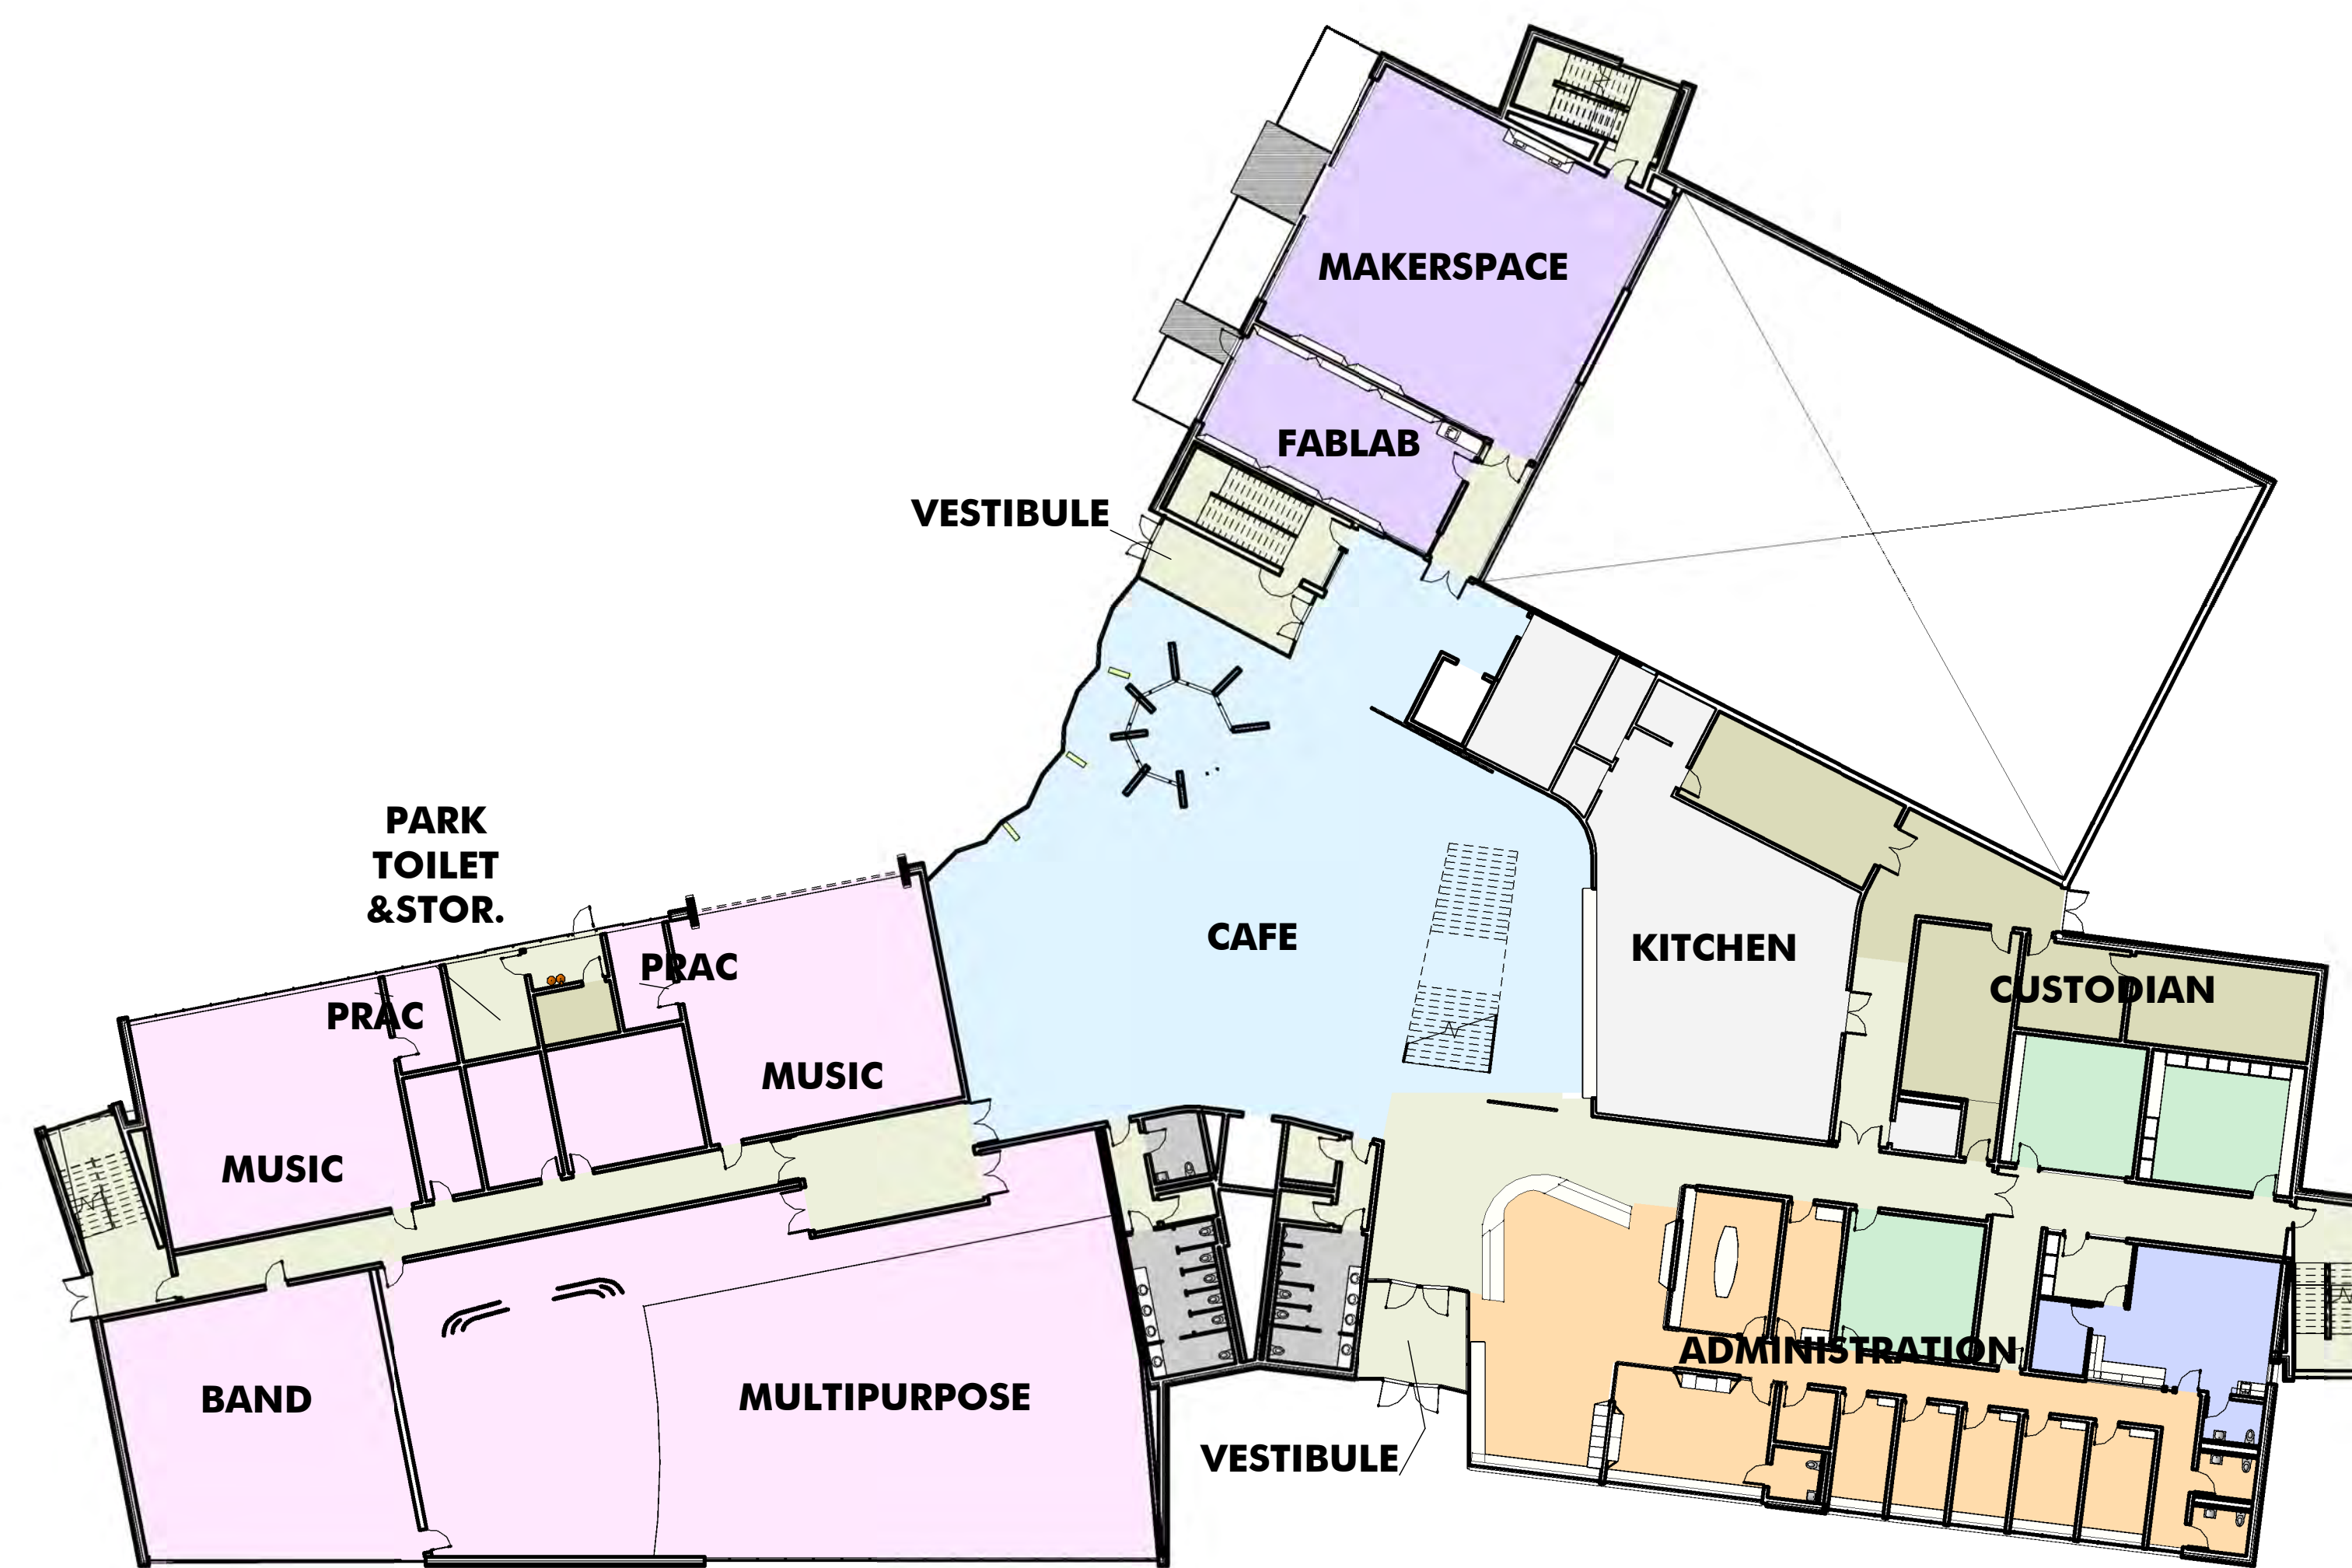 MAKERSPACE
FABLAB
VESTIBULE
PARK
TOILET
&STOR.
PRAC
PRAC
CAFE
KITCHEN
CUSTODIAN
MUSIC
MUSIC
ADMINISTRATION
BAND
MULTIPURPOSE
VESTIBULE